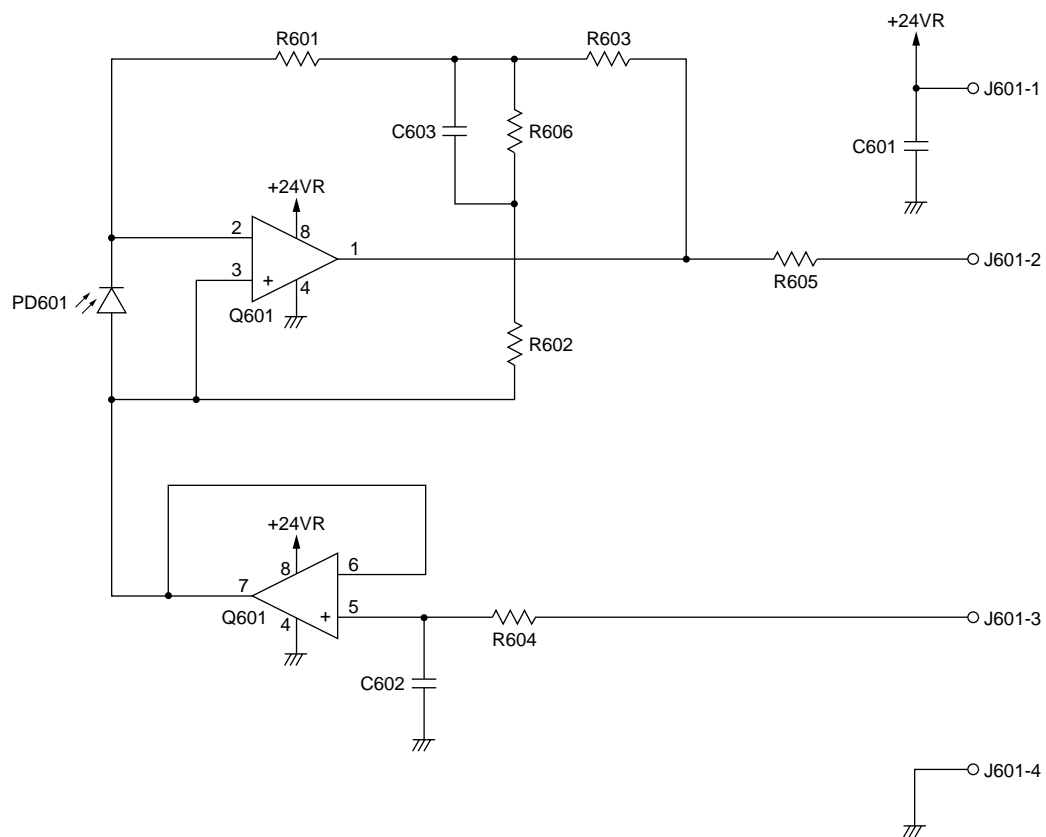 R601
R603
+24VR
J601-1
C603
R606
C601
+24VR
2
8
1
3
+
4
J601-2
R605
PD601
Q601
R602
+24VR
8
6
7
5
+
Q601
4
R604
J601-3
C602
J601-4